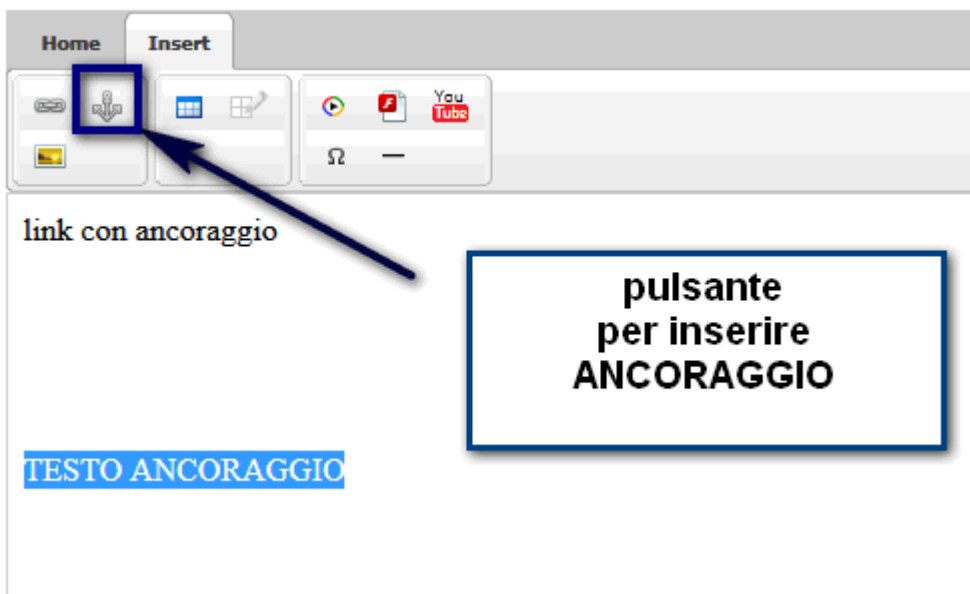 Home Insert
You
Tube
Ω
link con ancoraggio
pulsante
per inserire
ANCORAGGIO
TESTO ANCORAGGIO